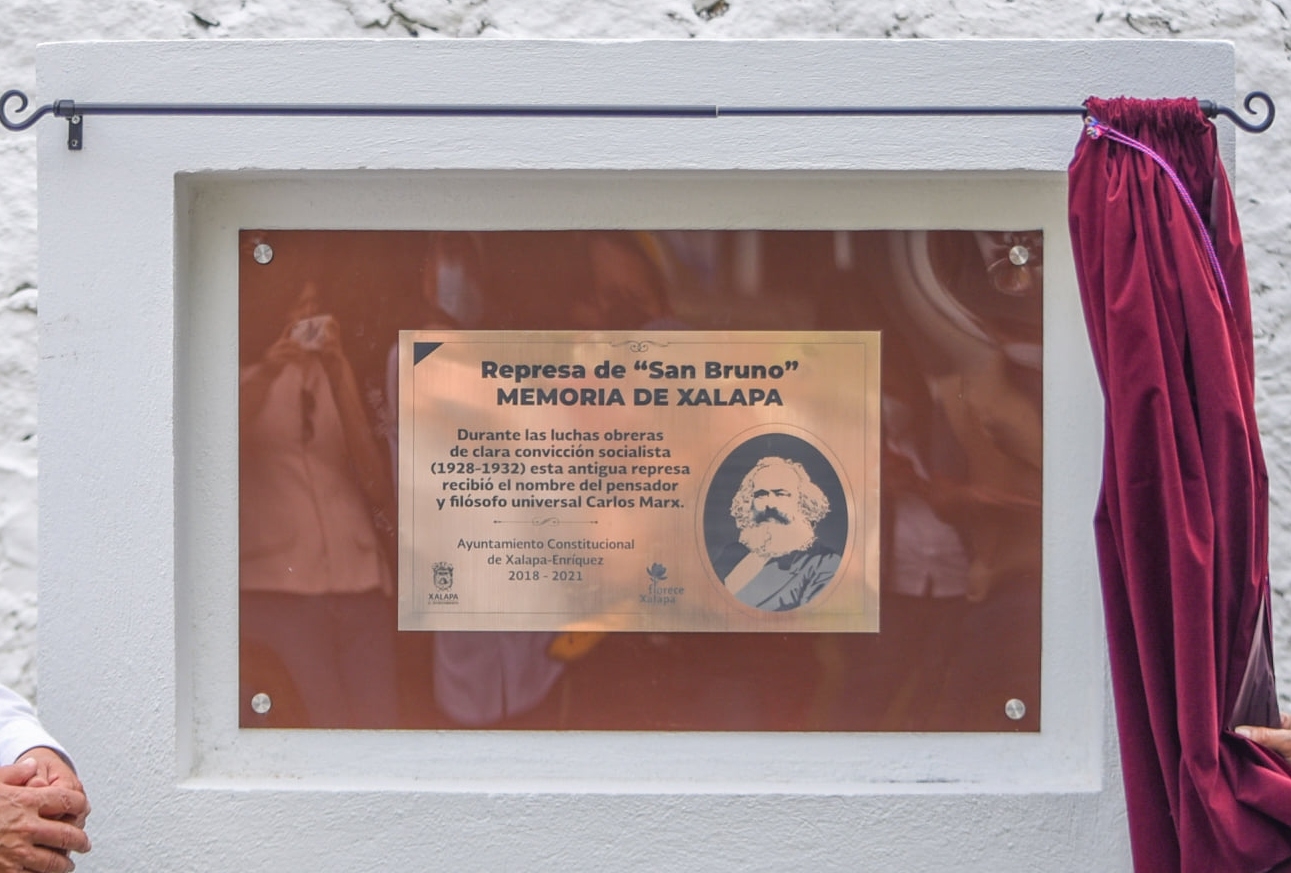 Represa de “San Bruno”
MEMORIA DE XALAPA
Durante las luchas obreras
de clara convicción socialista
(1928-1932) esta antigua represa
recibió el nombre del pensador
y filósofo universal Carlos Marx.
Ayuntamiento Constitucional
de Xalapa-Enríquez
2018 - 2021
XALAPA
florece
Xalapa